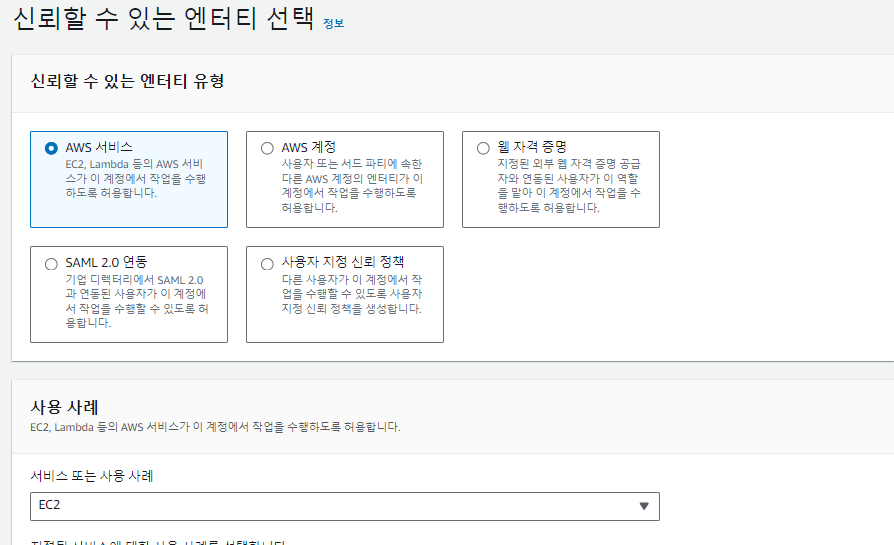 신뢰할 수 있는 엔터티 선택 정보
신뢰할 수 있는 엔터티 유형
AWS 서비스
EC2, Lambda 등의 AWS 서비
스가 이 계정에서 작업을 수행
하도록 허용합니다.
AWS 계정
사용자 또는 서드 파티에 속한
다른 AWS 계정의 엔터티가 이
계정에서 작업을 수행하도록
허용합니다.
웹 자격 증명
지정된 외부 웹 자격 증명 공급
자와 연동된 사용자가 이 역할
을 맡아 이 계정에서 작업을 수
행하도록 허용합니다.
SAML 2.0 연동
기업 디렉터리에서 SAML 2.0
과 연동된 사용자가 이 계정에
서 작업을 수행할 수 있도록 허
용합니다.
사용자 지정 신뢰 정책
다른 사용자가 이 계정에서 작
업을 수행할 수 있도록 사용자
지정 신뢰 정책을 생성합니다.
사용 사례
EC2, Lambda 등의 AWS 서비스가 이 계정에서 작업을 수행하도록 허용합니다.
서비스 또는 사용 사례
EC2